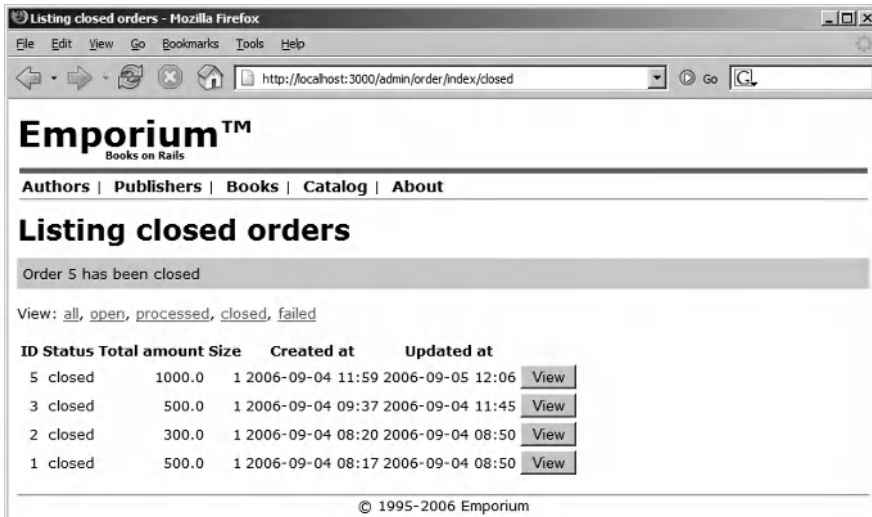 Listing closed orders - Mozilla Firefox
File Edit View Go Bookmarks Tools Help
http://localhost:3000/admin/order/index/closed Go G
Emporium™
Books on Rails
Authors | Publishers | Books | Catalog | About
Listing closed orders
Order 5 has been closed
View: all, open, processed, closed, failed
ID Status Total amount Size Created at Updated at
5 closed 1000.0 1 2006-09-04 11:59 2006-09-05 12:06 View
3 closed 500.0 1 2006-09-04 09:37 2006-09-04 11:45 View
2 closed 300.0 1 2006-09-04 08:20 2006-09-04 08:50 View
1 closed 500.0 1 2006-09-04 08:17 2006-09-04 08:50 View
© 1995-2006 Emporium